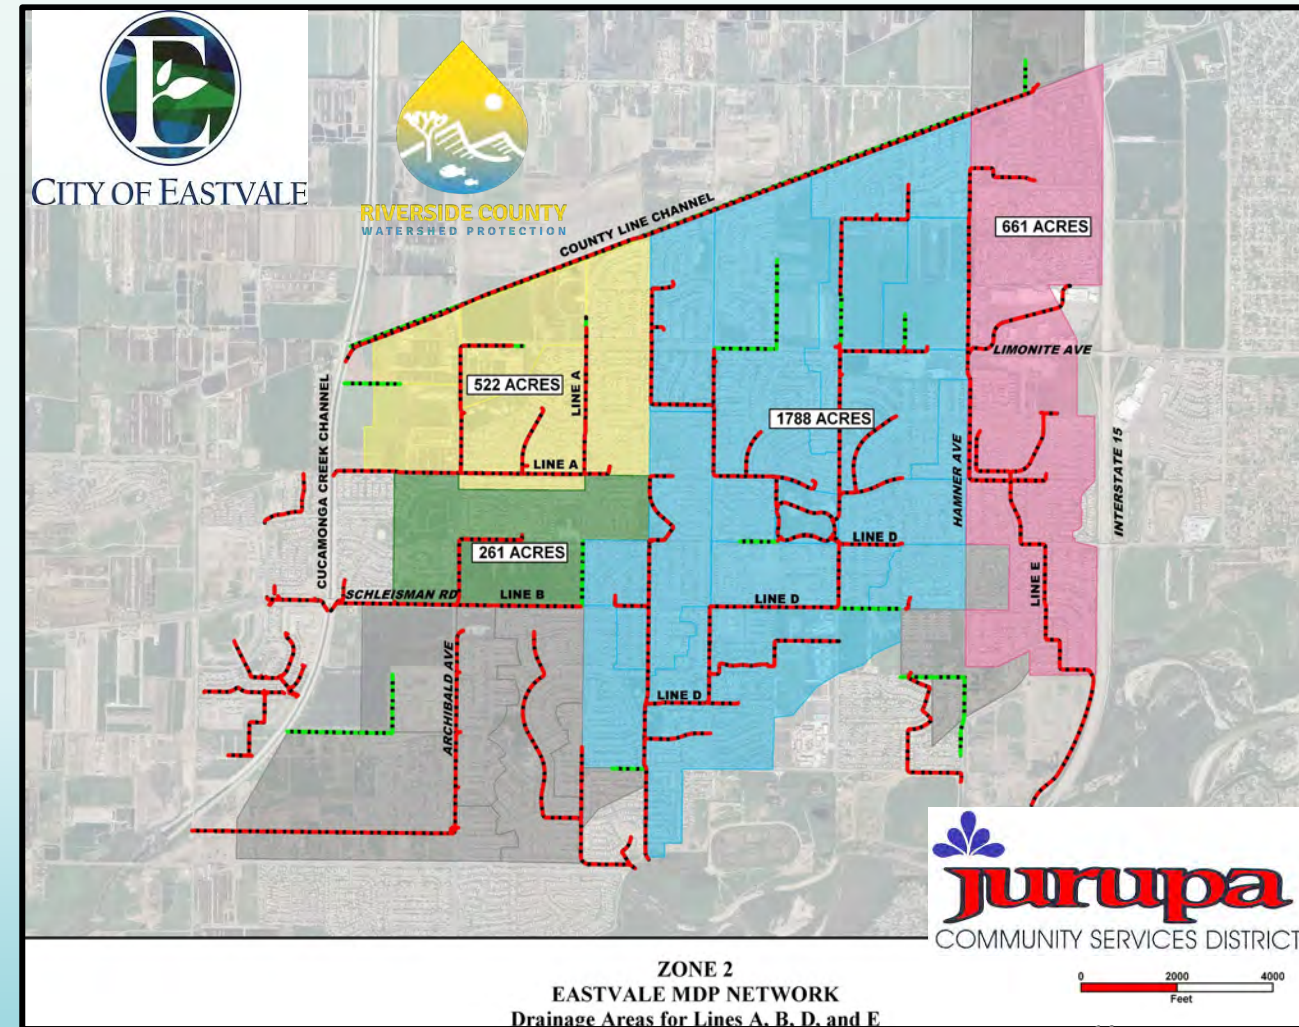 E
CITY OF EASTVALE
RIVERSIDE COUNTY
WATERSHED PROTECTION
COUNTY LINE CHANNEL
661 ACRES
LIMONITE AVE
522 ACRES
LINE A
1788 ACRES
CUCAMONGA CREEK CHANNEL
LINE A
HAMNER AVE
INTERSTATE 15
261 ACRES
LINE D
SCHLEISMAN RD
LINE B
LINE D
LINE E
ARCHIBALD AVE
LINE D
jurupa
COMMUNITY SERVICES DISTRICT
ZONE 2
EASTVALE MDP NETWORK
Drainage Areas for Lines A, B, D, and E
0 2000 4000
Feet